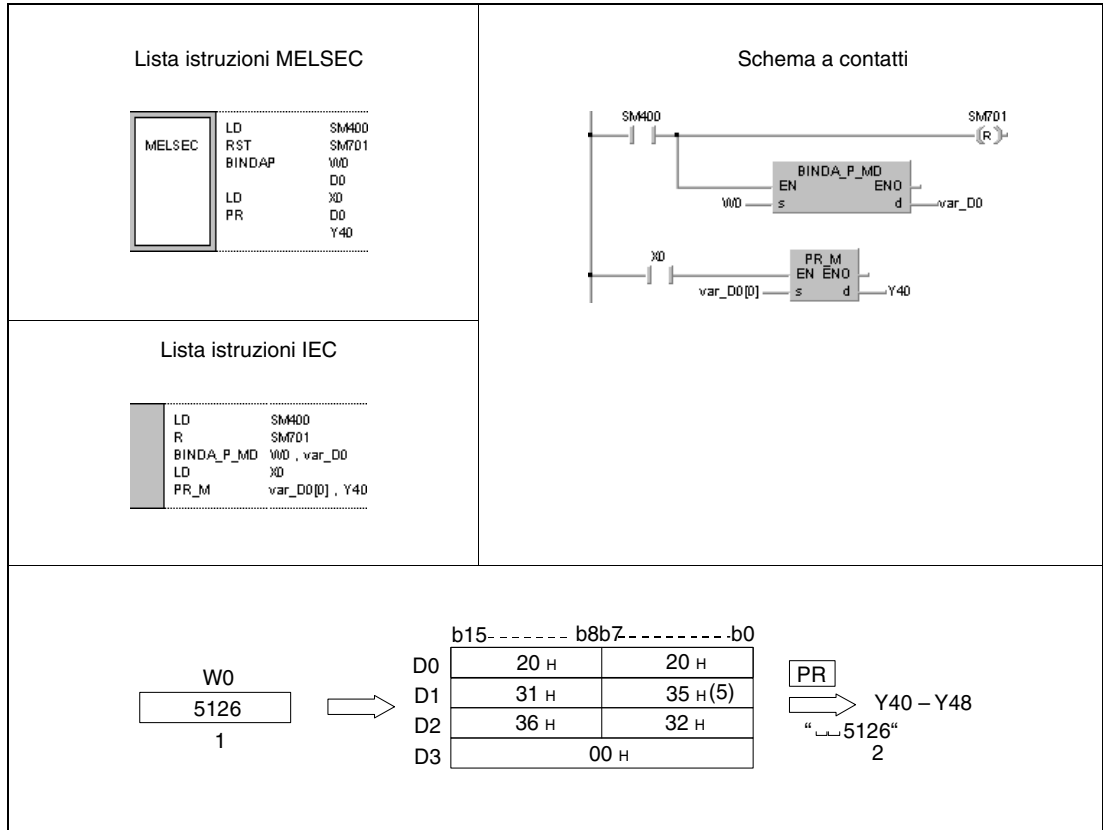 Lista istruzioni MELSEC
MELSEC
LD SM400
RST SM701
BINDAP W0
D0
LD X0
PR D0
Y40
Schema a contatti
SM400 SM701
( R )
BINDA_P_MD
EN ENO
W0 s d var_D0
X0
PR_M
EN ENO
var_D0[0] s d Y40
Lista istruzioni IEC
LD SM400
R SM701
BINDA_P_MD W0 , var_D0
LD X0
PR_M var_D0[0] , Y40
b15- - - - - - - b8b7- - - - - - - - - -b0
W0
5126
1
D0 20 H 20 H
D1 31 H 35 H (5)
D2 36 H 32 H
D3 00 H
PR
Y40 – Y48
“ ␣␣5126“
2